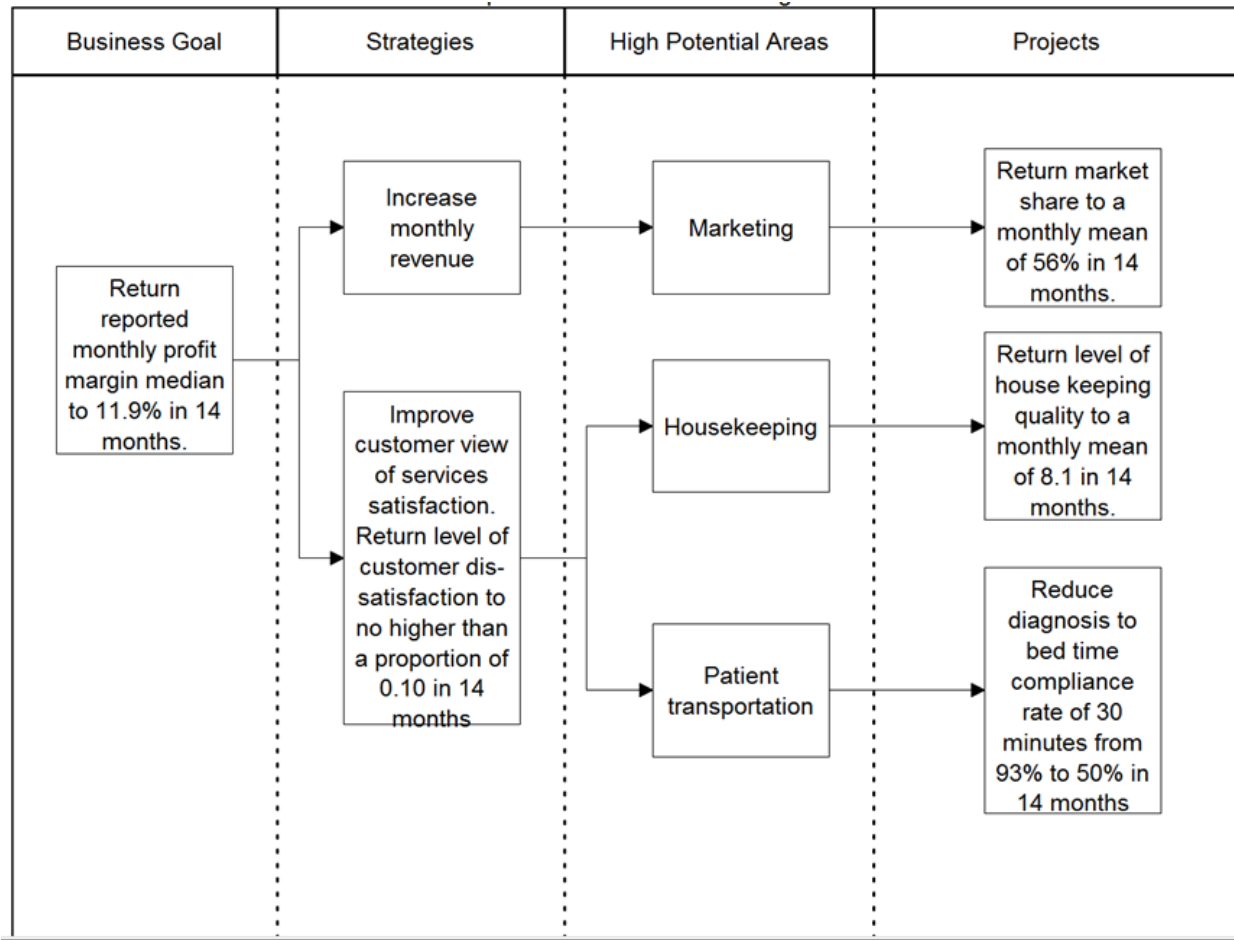 Business Goal
Strategies
High Potential Areas
Projects
Return
reported
monthly profit
margin median
to 11.9% in 14
months.
Increase
monthly
revenue
Improve
customer view
of services
satisfaction.
Return level of
customer dis-
satisfaction to
no higher than
a proportion of
0.10 in 14
months
Marketing
Housekeeping
Patient
transportation
Return market
share to a
monthly mean
of 56% in 14
months.
Return level of
house keeping
quality to a
monthly mean
of 8.1 in 14
months.
Reduce
diagnosis to
bed time
compliance
rate of 30
minutes from
93% to 50% in
14 months